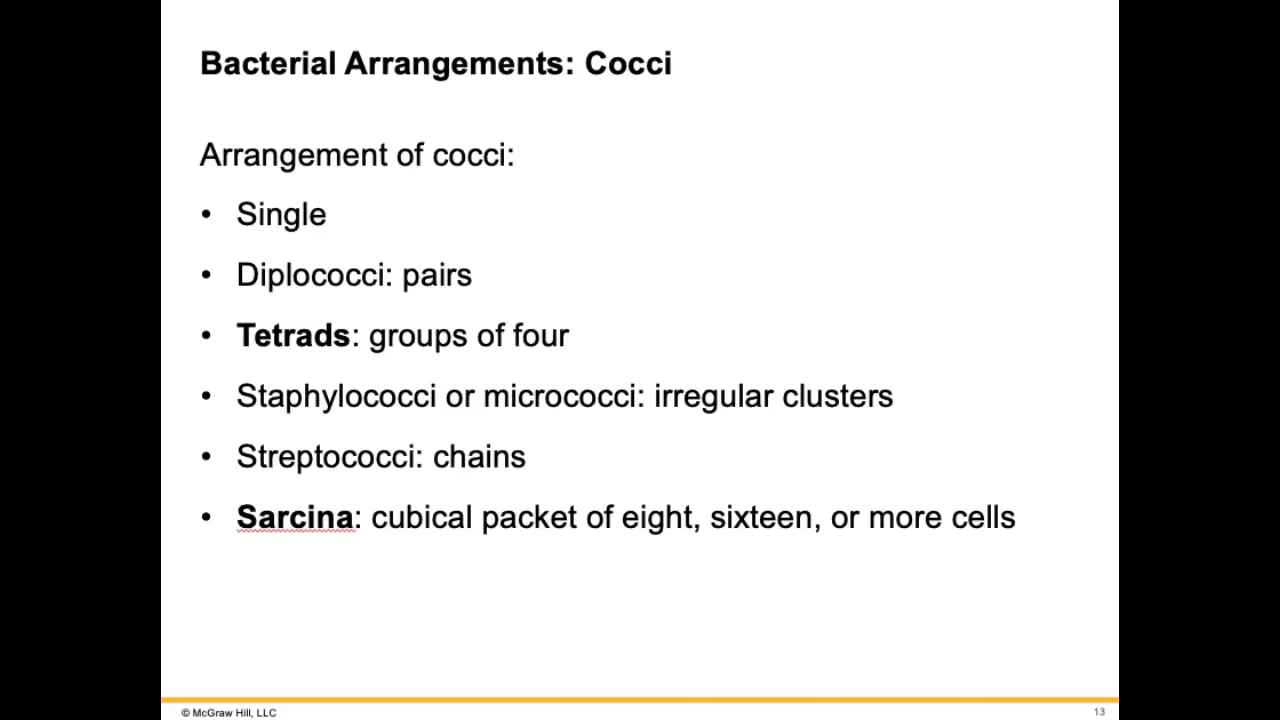 Bacterial Arrangements: Cocci
Arrangement of cocci:
• Single
• Diplococci: pairs
• Tetrads: groups of four
• Staphylococci or micrococci: irregular clusters
• Streptococci: chains
• Sarcina: cubical packet of eight, sixteen, or more cells
© McGraw Hill, LLC
13